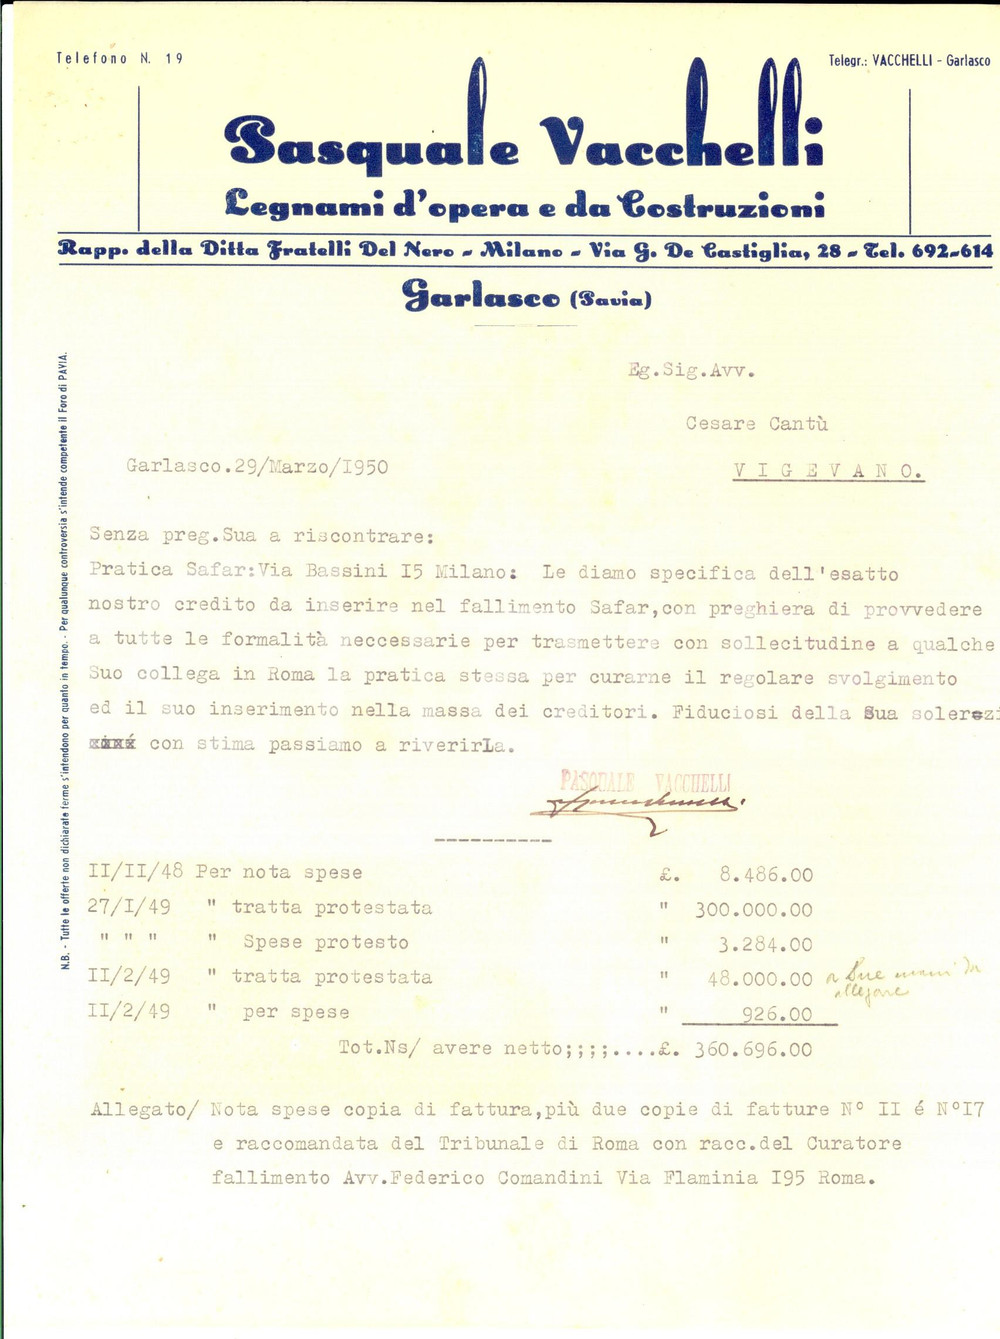 Telefono N. 19
Telegr.: VACCHELLI - Garlasco
Pasquale Vacchelli
Legnami d'opera e da Costruzioni
Rapp. della Ditta Fratelli Del Nero - Milano - Via G. De Castiglia, 28 - Tel. 692-614
Garlasco (Pavia)
N.B. - Tutte le offerte non dichiarate ferme s'intendono per quanto in tempo. - Per qualunque controversia s'intende competente il Foro di PAVIA.
Eg.Sig.Avv.
Cesare Cantù
Garlasco.29/Marzo/I950
V I G E V A N O.
Senza preg.Sua a riscontrare:
Pratica Safar:Via Bassini I5 Milano: Le diamo specifica dell'esatto
nostro credito da inserire nel fallimento Safar,con preghiera di provvedere
a tutte le formalità neccessarie per trasmettere con sollecitudine a qualche
Suo collega in Roma la pratica stessa per curarne il regolare svolgimento
ed il suo inserimento nella massa dei creditori. Fiduciosi della Sua solerezi
con stima passiamo a riverirLa.
PASQUALE VACCHELLI
II/II/48 Per nota spese £. 8.486.00
27/I/49 " tratta protestata " 300.000.00
" " " " Spese protesto " 3.284.00
II/2/49 " tratta protestata " 48.000.00 a Sue mani da
allegare
II/2/49 " per spese " 926.00
Tot.Ns/ avere netto;;;;....£. 360.696.00
Allegato/ Nota spese copia di fattura,più due copie di fatture N° II é N°I7
e raccomandata del Tribunale di Roma con racc.del Curatore
fallimento Avv.Federico Comandini Via Flaminia I95 Roma.